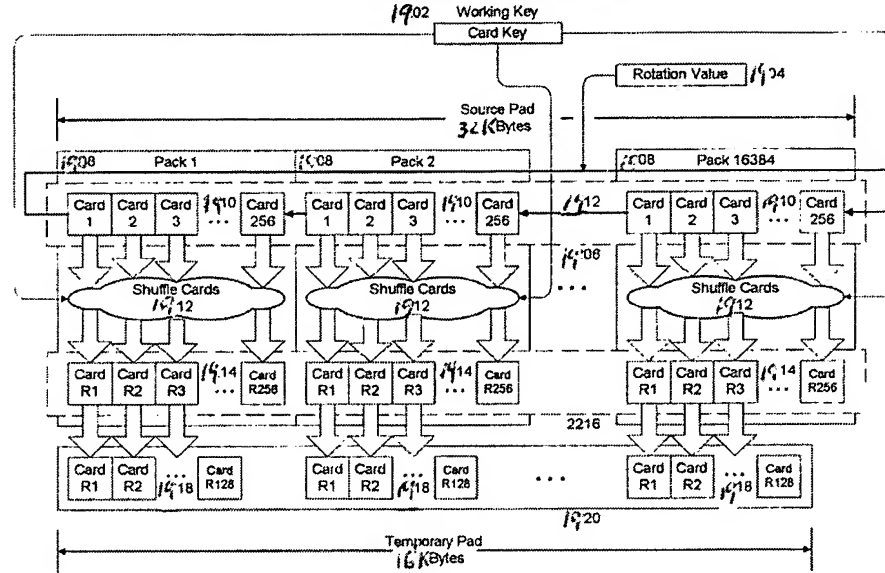 1902 Working Key
Card Key
Rotation Value 1904
Source Pad
32KBytes
1908 Pack 1 Pack 2 1908 Pack 16384
Card 1 Card 2 Card 3 1910 ... Card 256 Card 1 Card 2 Card 3 1910 ... Card 256 1912 Card 1 Card 2 Card 3 1910 ... Card 256
1906
Shuffle Cards 1912 Shuffle Cards 1912 ... Shuffle Cards 1912
Card R1 Card R2 Card R3 1914 ... Card R256 Card R1 Card R2 Card R3 1914 ... Card R256 Card R1 Card R2 Card R3 1914 ... Card R256
2216
Card R1 Card R2 ... 1918 Card R128 Card R1 Card R2 ... 1918 Card R128 ... Card R1 Card R2 ... 1918 Card R128
1920
Temporary Pad
16KBytes